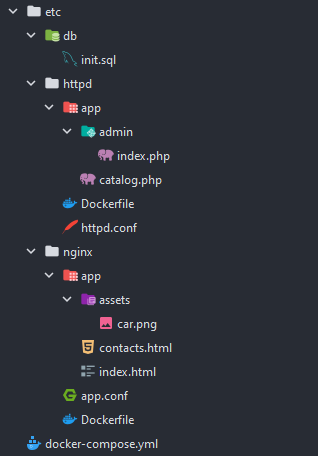 etc
db
init.sql
httpd
app
admin
index.php
catalog.php
Dockerfile
httpd.conf
nginx
app
assets
car.png
contacts.html
index.html
app.conf
Dockerfile
docker-compose.yml